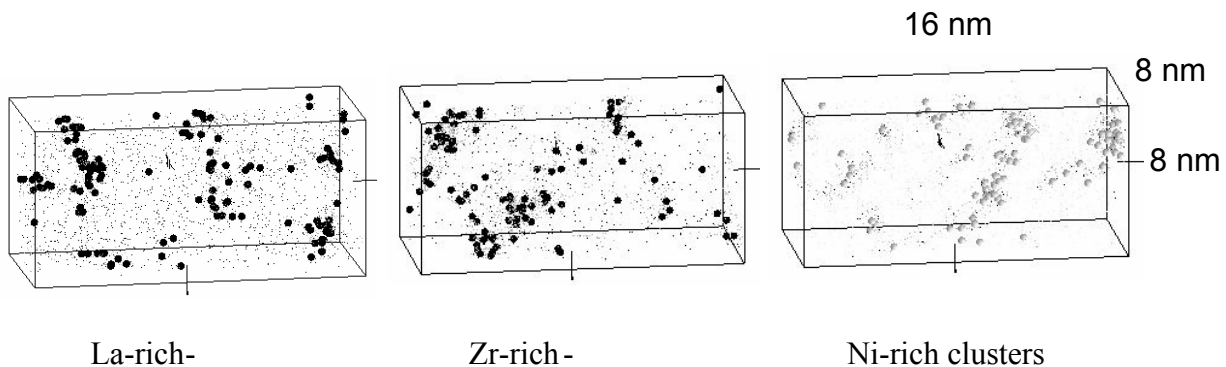 16 nm
8 nm
8 nm
La-rich-
Zr-rich -
Ni-rich clusters